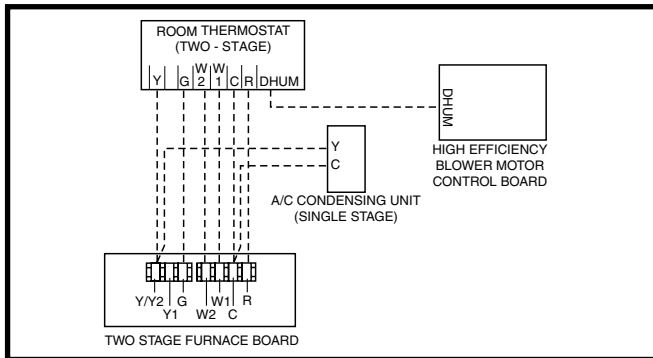 ROOM THERMOSTAT
(TWO - STAGE)
Y G W2 W1 C R DHUM
DHUM
HIGH EFFICIENCY
BLOWER MOTOR
CONTROL BOARD
Y
C
A/C CONDENSING UNIT
(SINGLE STAGE)
Y/Y2 Y1 G W2 W1 C R
TWO STAGE FURNACE BOARD